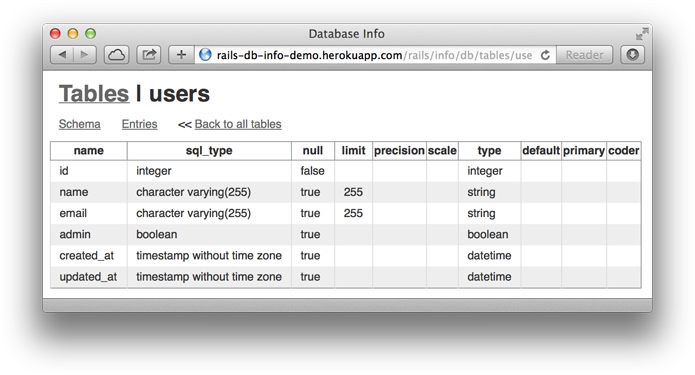 Database Info
rails-db-info-demo.herokuapp.com/rails/info/db/tables/use Reader
Tables | users
Schema Entries << Back to all tables
name sql_type null limit precision scale type default primary coder
id integer false integer
name character varying(255) true 255 string
email character varying(255) true 255 string
admin boolean true boolean
created_at timestamp without time zone true datetime
updated_at timestamp without time zone true datetime